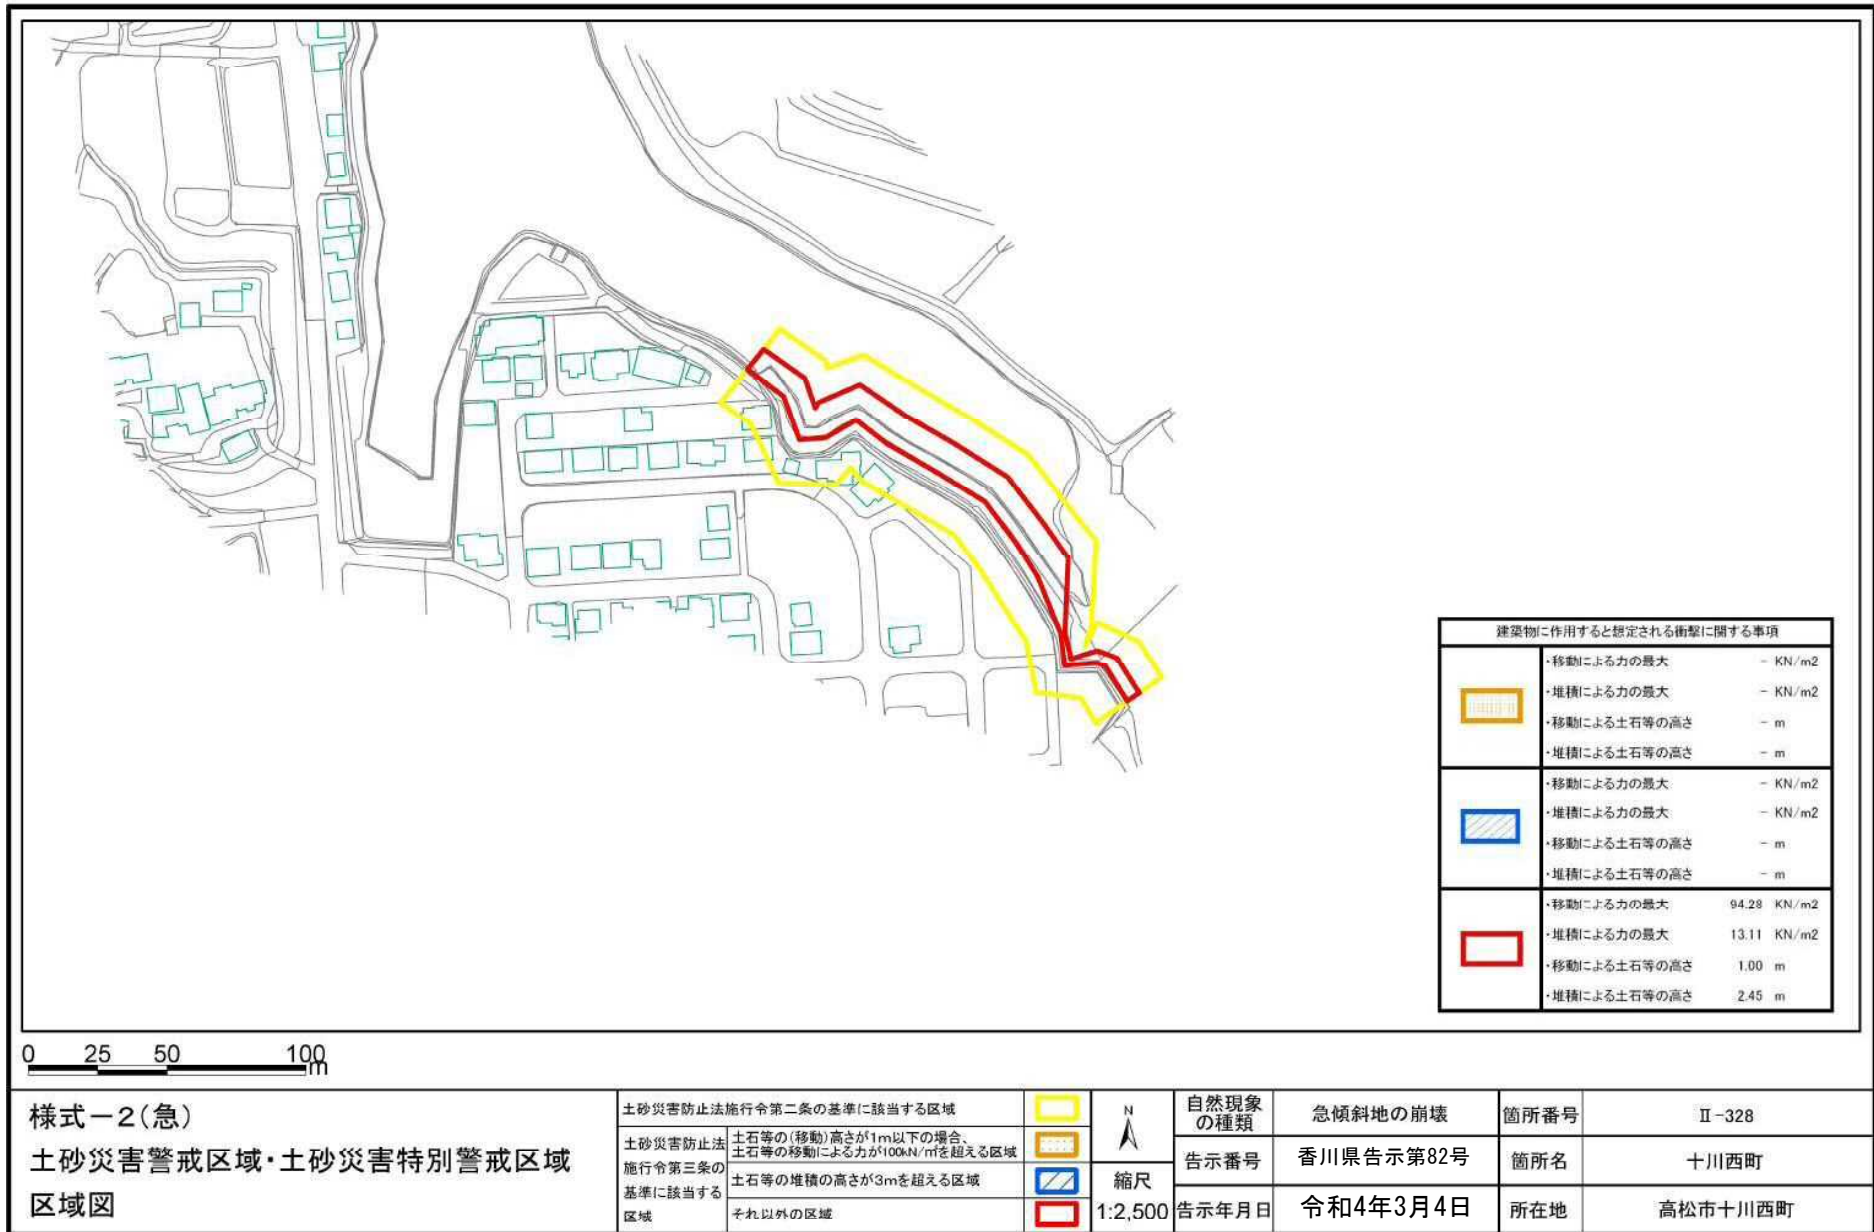 建築物に作用すると想定される衝撃に関する事項
・移動による力の最大 - KN/m2
・堆積による力の最大 - KN/m2
・移動による土石等の高さ - m
・堆積による土石等の高さ - m
・移動による力の最大 - KN/m2
・堆積による力の最大 - KN/m2
・移動による土石等の高さ - m
・堆積による土石等の高さ - m
・移動による力の最大 94.28 KN/m2
・堆積による力の最大 13.11 KN/m2
・移動による土石等の高さ 1.00 m
・堆積による土石等の高さ 2.45 m
0 25 50 100
m
様式－2(急)
土砂災害警戒区域・土砂災害特別警戒区域
区域図
土砂災害防止法施行令第二条の基準に該当する区域
土砂災害防止法
施行令第三条の
基準に該当する
区域
土石等の(移動)高さが1m以下の場合、
土石等の移動による力が100kN/㎡を超える区域
土石等の堆積の高さが3mを超える区域
それ以外の区域
N
縮尺
1:2,500
自然現象
の種類
急傾斜地の崩壊
箇所番号
Ⅱ-328
告示番号
香川県告示第82号
箇所名
十川西町
告示年月日
令和4年3月4日
所在地
高松市十川西町